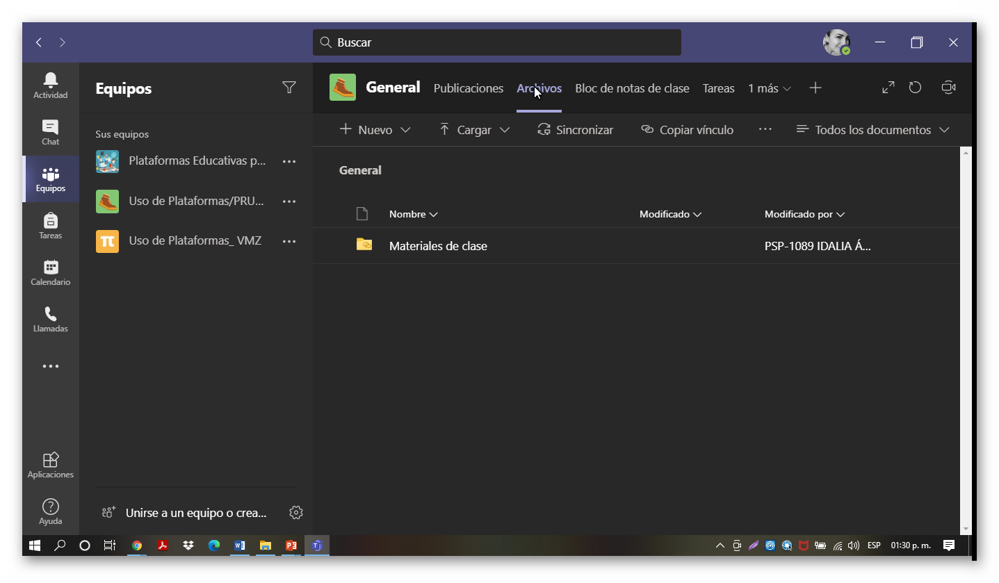 Buscar
Actividad
Chat
Equipos
Tareas
Calendario
Llamadas
Aplicaciones
Ayuda
Equipos
Sus equipos
Plataformas Educativas p...
Uso de Plataformas/PRU...
π
Uso de Plataformas_ VMZ
Unirse a un equipo o crea...
General Publicaciones Archivos Bloc de notas de clase Tareas 1 más
Nuevo Cargar Sincronizar Copiar vínculo Todos los documentos
General
Nombre Modificado Modificado por
Materiales de clase PSP-1089 IDALIA Á...
ESP 01:30 p. m.